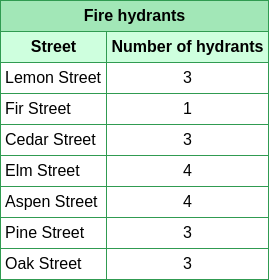 Fire hydrants
Street Number of hydrants
Lemon Street 3
Fir Street 1
Cedar Street 3
Elm Street 4
Aspen Street 4
Pine Street 3
Oak Street 3